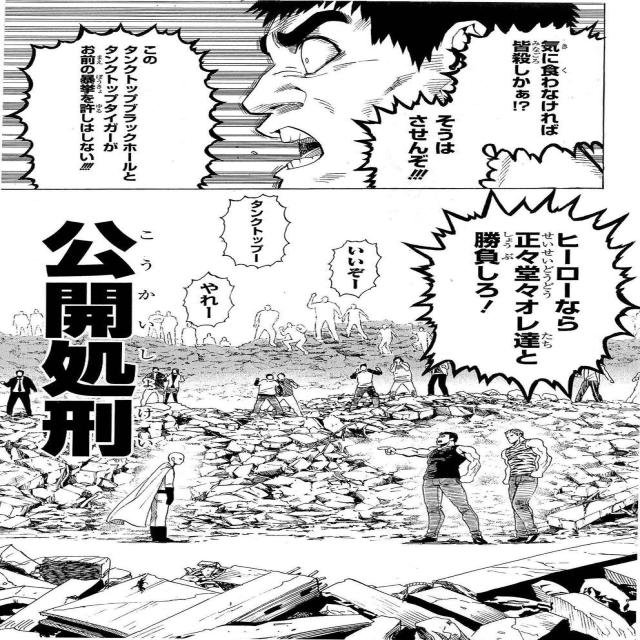 気に食わなければ
皆殺しかぁ!?
そうは
させんぞ!!!
この
タンクトップブラックホールと
タンクトップタイガーが
お前の暴挙を許しはしない!!!!
ヒーローなら
正々堂々オレ達と
勝負しろ!
いいぞー
タンクトップー
やれー
公開処刑